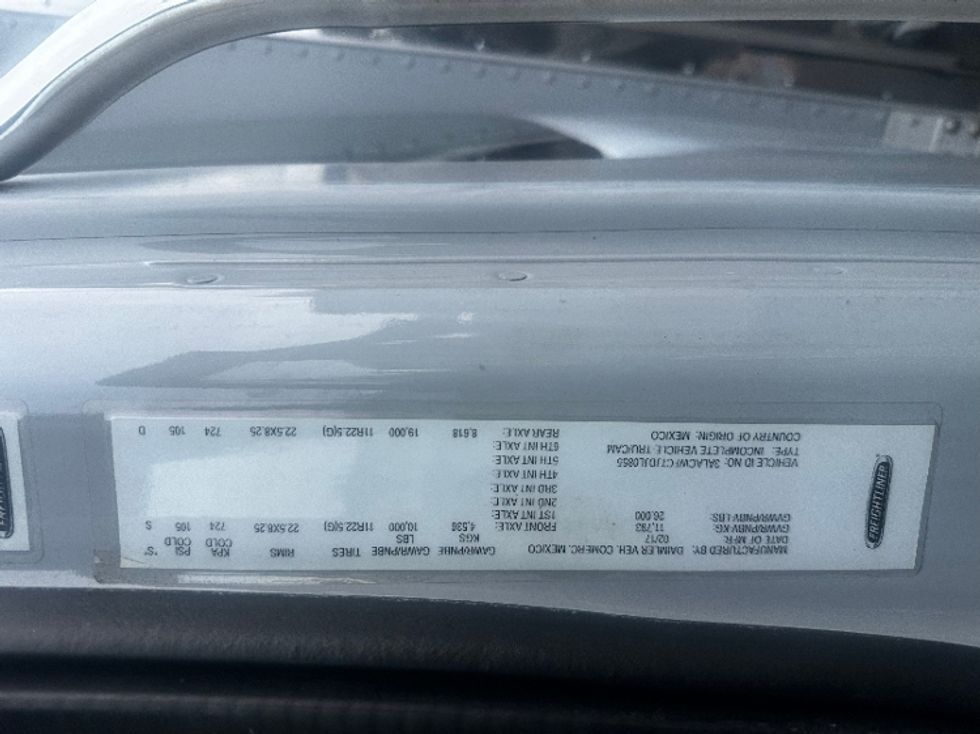 FREIGHTLINER
MANUFACTURED BY: DAIMLER VEH. COMERC. MEXICO
DATE OF MFR: 02/17
GVWR/PNBV KG: 11,793
GVWR/PNBV LBS: 26,000
VEHICLE ID NO: 3ALACWFC7JDJL0855
TYPE: INCOMPLETE VEHICLE TRUCAM
COUNTRY OF ORIGIN: MEXICO
GAWR/PNBE KGS GAWR/PNBE LBS TIRES RIMS KPA COLD PSI COLD "S"
FRONT AXLE: 4,536 10,000 11R22.5(G) 22.5X8.25 724 105 S
1ST INT AXLE:
2ND INT AXLE:
3RD INT AXLE:
4TH INT AXLE:
5TH INT AXLE:
6TH INT AXLE:
REAR AXLE: 8,618 19,000 11R22.5(G) 22.5X8.25 724 105 D